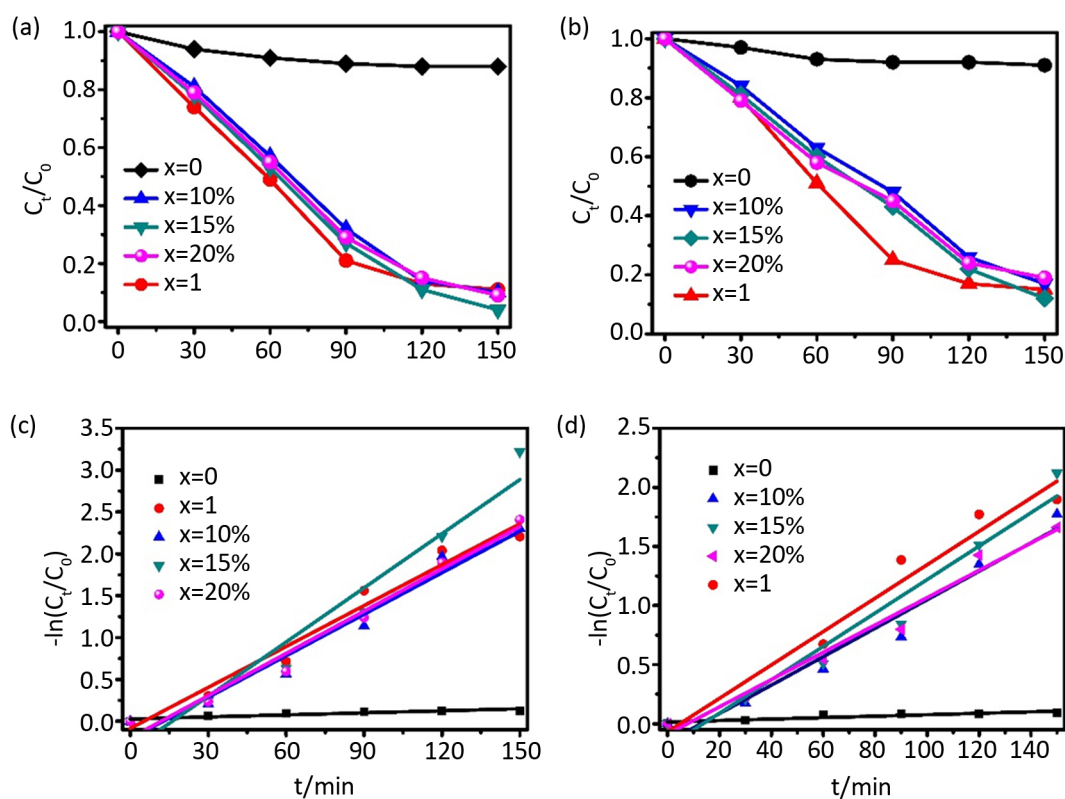 (a)
1.0
0.8
0.6
0.4
0.2
0.0
Ct/C0
x=0
x=10%
x=15%
x=20%
x=1
0 30 60 90 120 150
(b)
1.0
0.8
0.6
0.4
0.2
0.0
Ct/C0
x=0
x=10%
x=15%
x=20%
x=1
0 30 60 90 120 150
(c)
3.5
3.0
2.5
2.0
1.5
1.0
0.5
0.0
-ln(Ct/C0)
x=0
x=1
x=10%
x=15%
x=20%
0 30 60 90 120 150
t/min
(d)
2.5
2.0
1.5
1.0
0.5
0.0
-ln(Ct/C0)
x=0
x=10%
x=15%
x=20%
x=1
0 20 40 60 80 100 120 140
t/min